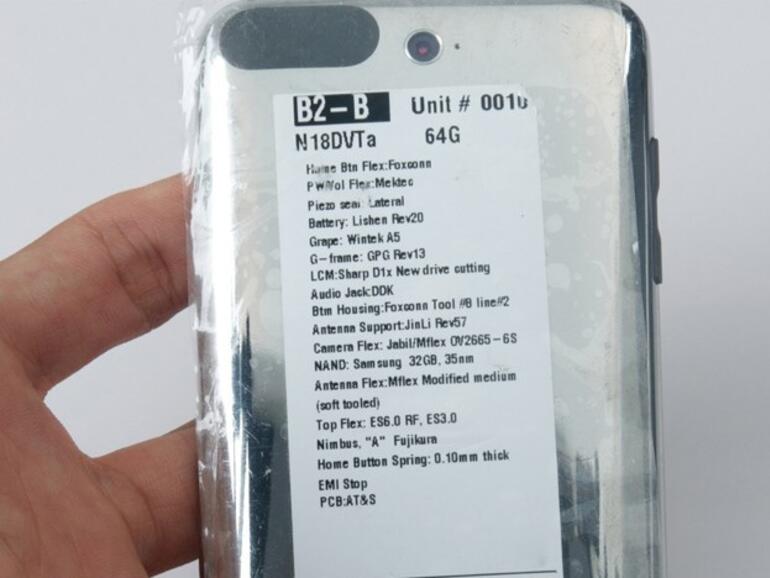 B2-B Unit # 0010
N18DVTa 64G
Home Btn Flex:Foxconn
PW/Vol Flex:Mektec
Piezo seal Lateral
Battery: Lishen Rev20
Grape: Wintek A5
G-frame: GPG Rev13
LCM:Sharp D1x New drive cutting
Audio Jack:DDK
Btm Housing:Foxconn Tool #8 line#2
Antenna Support:JinLi Rev57
Camera Flex: Jabil/Mflex OV2665-6S
NAND: Samsung 32GB, 35nm
Antenna Flex:Mflex Modified medium
(soft tooled)
Top Flex: ES6.0 RF, ES3.0
Nimbus, "A" Fujikura
Home Button Spring: 0.10mm thick
EMI Stop
PCB:AT&S